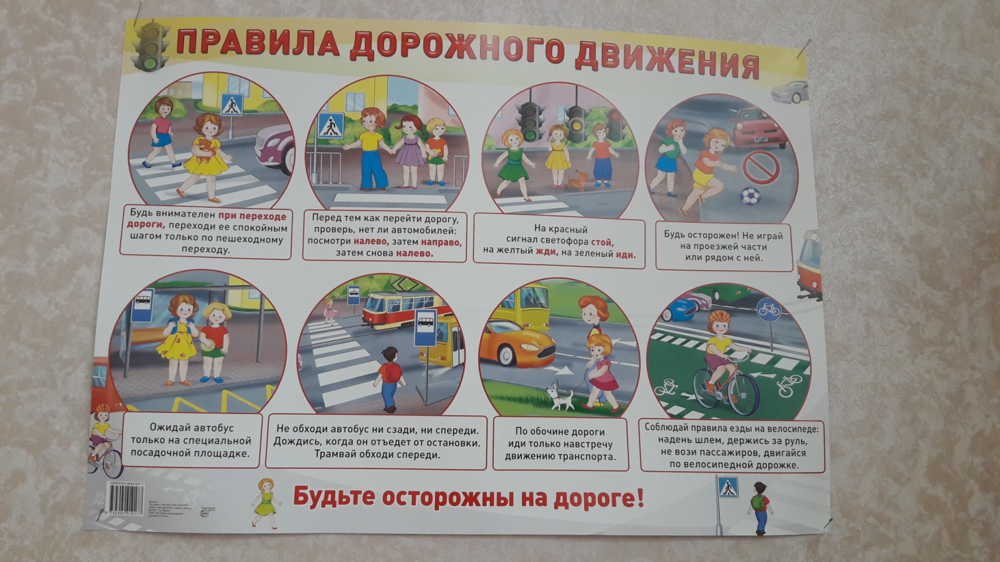 ПРАВИЛА ДОРОЖНОГО ДВИЖЕНИЯ
Будь внимателен при переходе
дороги, переходи ее спокойным
шагом только по пешеходному
переходу.
Перед тем как перейти дорогу,
проверь, нет ли автомобилей:
посмотри налево, затем направо,
затем снова налево.
На красный
сигнал светофора стой,
на желтый жди, на зеленый иди.
Будь осторожен! Не играй
на проезжей части
или рядом с ней.
Ожидай автобус
только на специальной
посадочной площадке.
Не обходи автобус ни сзади, ни спереди.
Дождись, когда он отъедет от остановки.
Трамвай обходи спереди.
По обочине дороги
иди только навстречу
движению транспорта.
Соблюдай правила езды на велосипеде:
надень шлем, держись за руль,
не вози пассажиров, двигайся
по велосипедной дорожке.
Будьте осторожны на дороге!